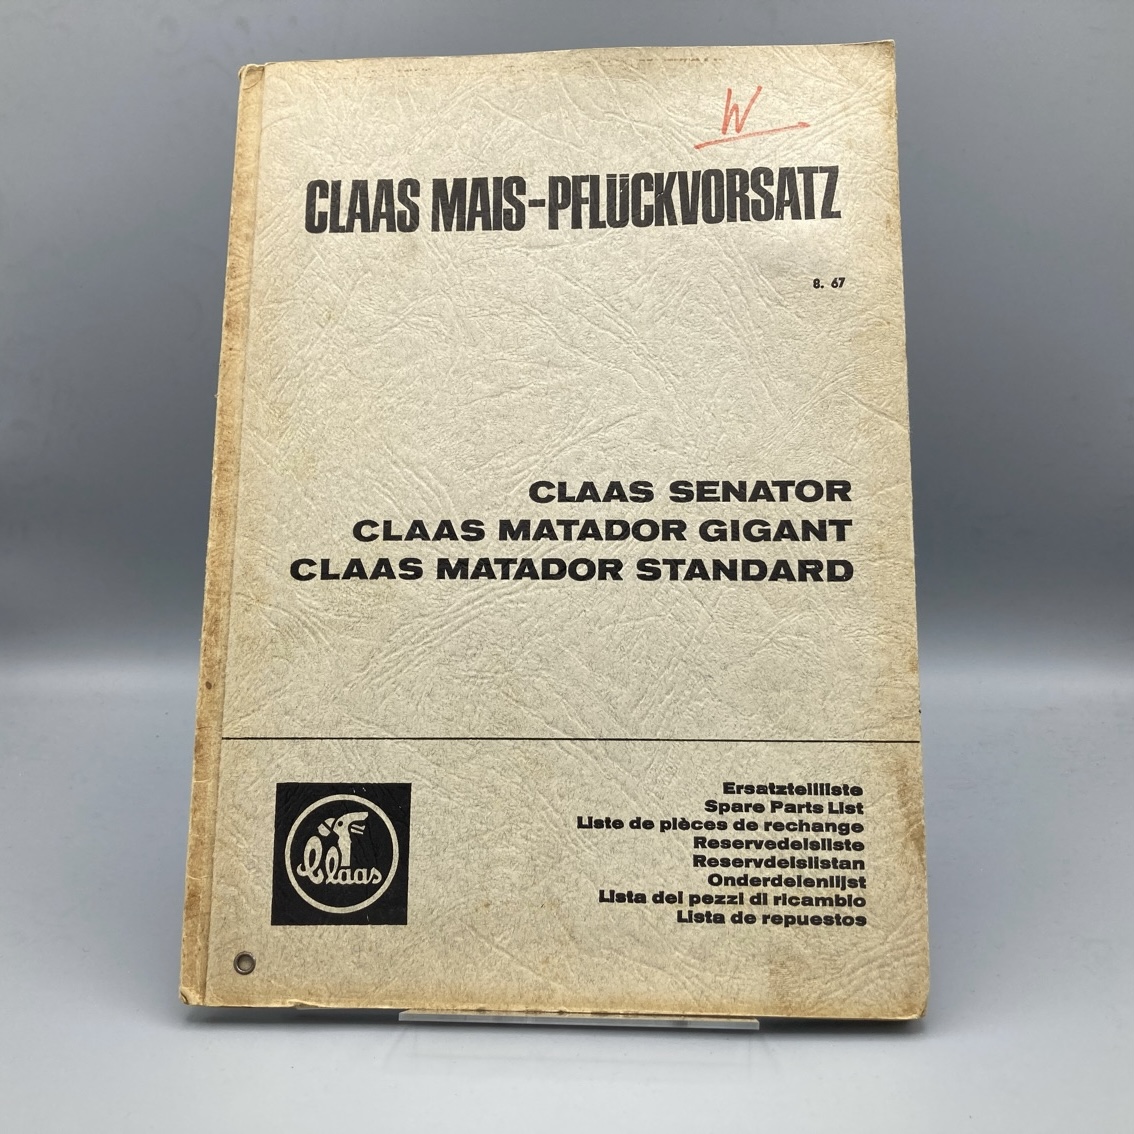 W
CLAAS MAIS-PFLÜCKVORSATZ
8. 67
CLAAS SENATOR
CLAAS MATADOR GIGANT
CLAAS MATADOR STANDARD
Claas
Ersatzteilliste
Spare Parts List
Liste de pièces de rechange
Reservedelsliste
Reservdelslistan
Onderdelenlijst
Lista dei pezzi di ricambio
Lista de repuestos